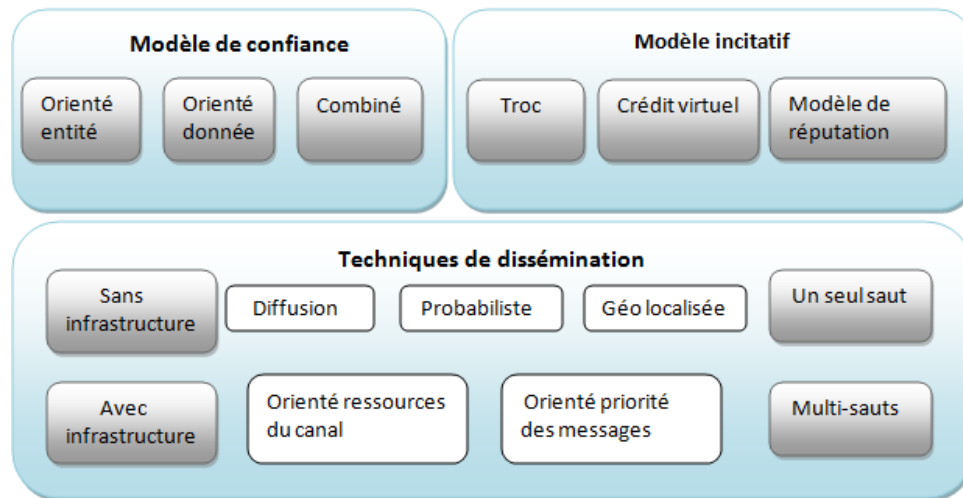 Modèle de confiance
Orienté
entité
Orienté
donnée
Combiné
Modèle incitatif
Troc
Crédit virtuel
Modèle de
réputation
Techniques de dissémination
Sans
infrastructure
Diffusion
Probabiliste
Géo localisée
Un seul saut
Avec
infrastructure
Orienté ressources
du canal
Orienté priorité
des messages
Multi-sauts